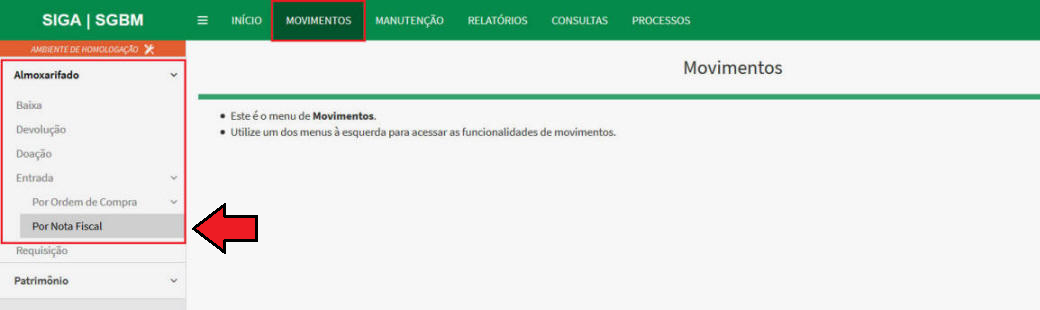 SIGA | SGBM
INÍCIO MOVIMENTOS MANUTENÇÃO RELATÓRIOS CONSULTAS PROCESSOS
AMBIENTE DE HOMOLOGAÇÃO
Almoxarifado
Baixa
Devolução
Doação
Entrada
Por Ordem de Compra
Por Nota Fiscal
Requisição
Patrimônio
Movimentos
Este é o menu de Movimentos.
Utilize um dos menus à esquerda para acessar as funcionalidades de movimentos.